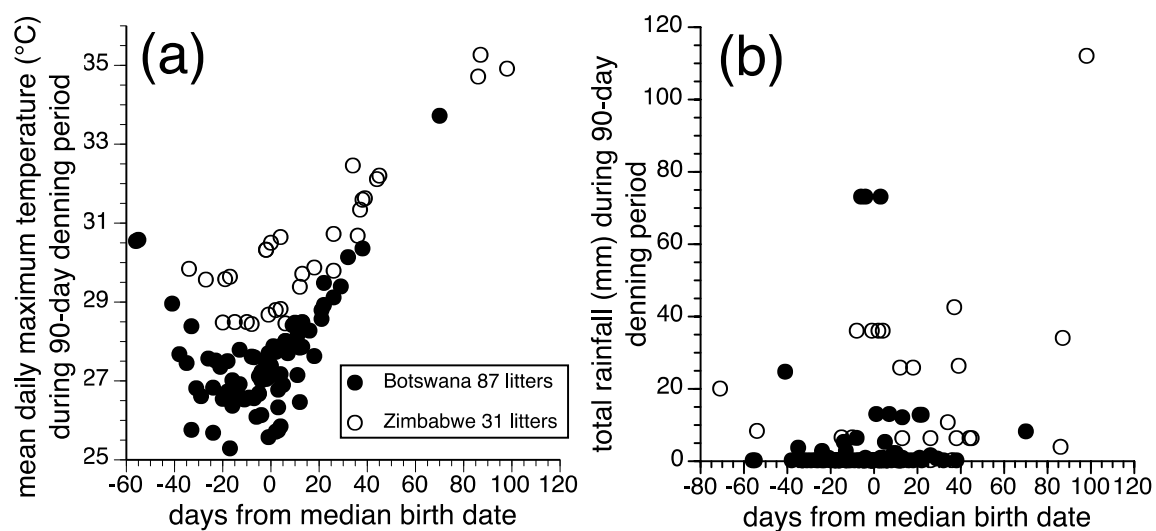 (a)
mean daily maximum temperature (°C)
during 90-day denning period
35
33
31
29
27
25
-60 -40 -20 0 20 40 60 80 100 120
days from median birth date
Botswana 87 litters
Zimbabwe 31 litters
(b)
total rainfall (mm) during 90-day
denning period
120
100
80
60
40
20
0
-80 -60 -40 -20 0 20 40 60 80 100 120
days from median birth date